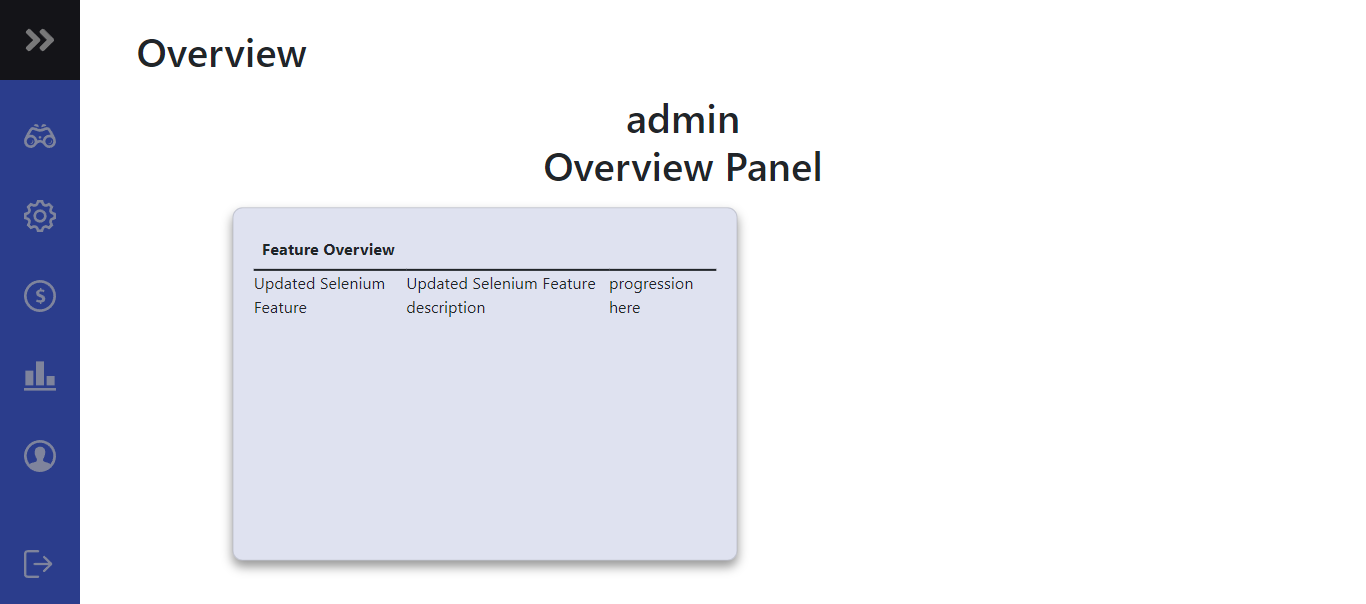 Overview
admin
Overview Panel
Feature Overview
Updated Selenium Feature
Updated Selenium Feature description
progression here